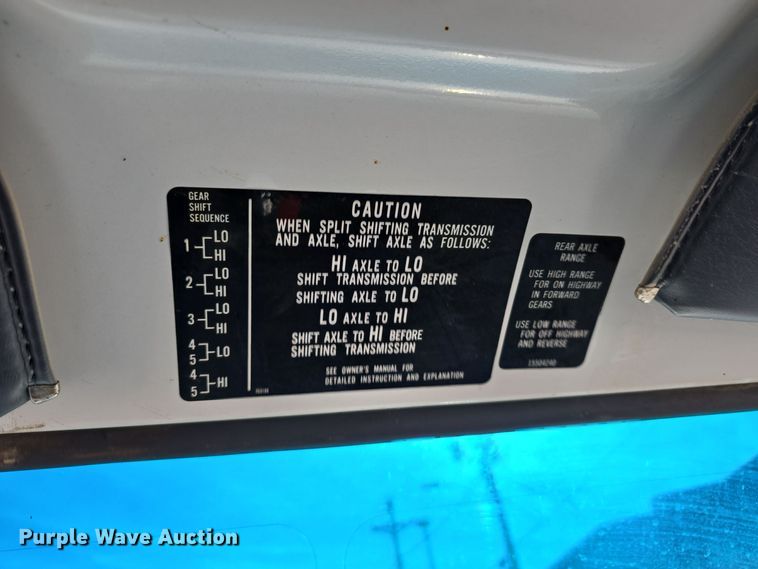 GEAR
SHIFT
SEQUENCE
1 LO
HI
2 LO
HI
3 LO
HI
4
5 LO
4
5 HI
CAUTION
WHEN SPLIT SHIFTING TRANSMISSION
AND AXLE, SHIFT AXLE AS FOLLOWS:
HI AXLE TO LO
SHIFT TRANSMISSION BEFORE
SHIFTING AXLE TO LO
LO AXLE TO HI
SHIFT AXLE TO HI BEFORE
SHIFTING TRANSMISSION
SEE OWNER'S MANUAL FOR
DETAILED INSTRUCTION AND EXPLANATION
REAR AXLE
RANGE
USE HIGH RANGE
FOR ON HIGHWAY
IN FORWARD
GEARS
USE LOW RANGE
FOR OFF HIGHWAY
AND REVERSE
15504240
Purple Wave Auction